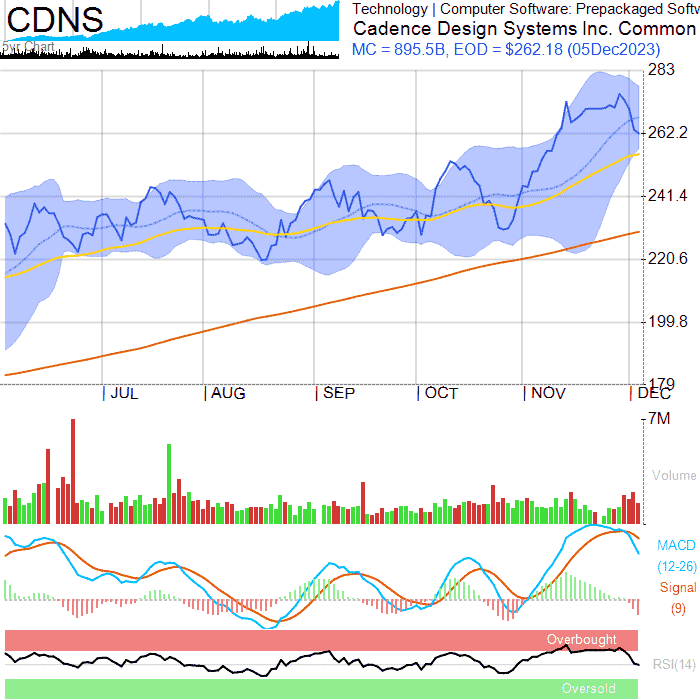 CDNS
5yr Chart
Technology | Computer Software: Prepackaged Softw
Cadence Design Systems Inc. Common
MC = 895.5B, EOD = $262.18 (05Dec2023)
283
262.2
241.4
220.6
199.8
179
JUL
AUG
SEP
OCT
NOV
DEC
7M
Volume
MACD
(12-26)
Signal
(9)
Overbought
RSI(14)
Oversold